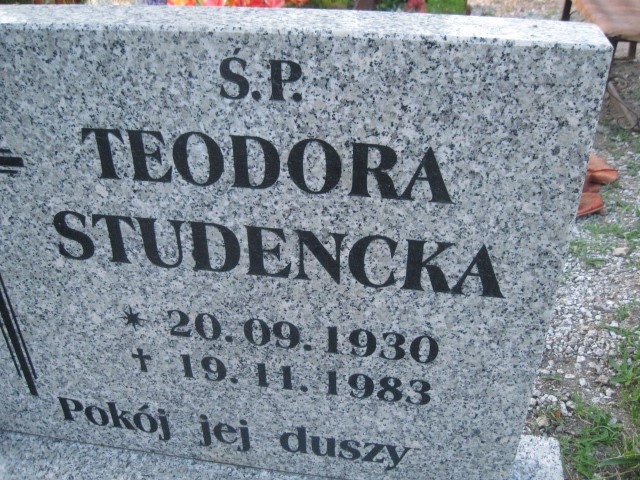 Ś.P.
TEODORA
STUDENCKA
* 20.09.1930
† 19.11.1983
Pokój jej duszy